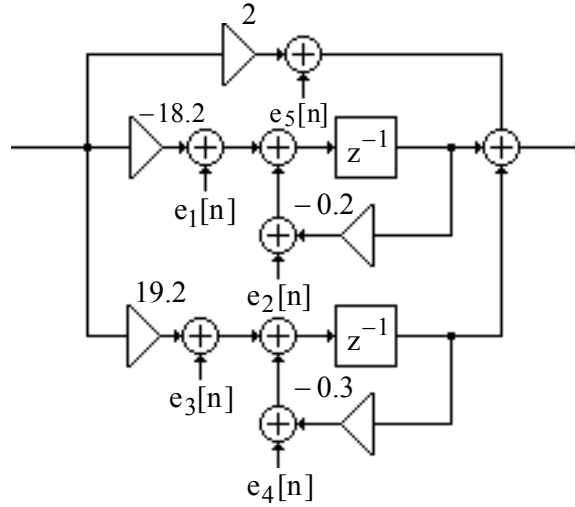 2
e₅[n]
−18.2
z⁻¹
e₁[n]
−0.2
e₂[n]
19.2
z⁻¹
e₃[n]
−0.3
e₄[n]